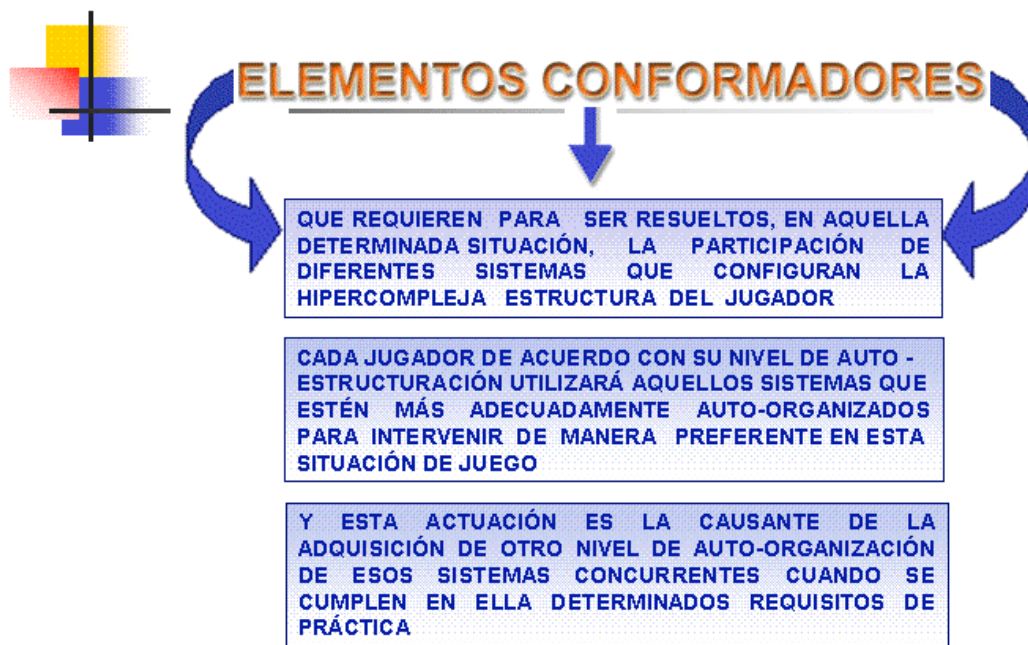 ELEMENTOS CONFORMADORES
QUE REQUIEREN PARA SER RESUELTOS, EN AQUELLA
DETERMINADA SITUACIÓN, LA PARTICIPACIÓN DE
DIFERENTES SISTEMAS QUE CONFIGURAN LA
HIPERCOMPLEJA ESTRUCTURA DEL JUGADOR
CADA JUGADOR DE ACUERDO CON SU NIVEL DE AUTO -
ESTRUCTURACIÓN UTILIZARÁ AQUELLOS SISTEMAS QUE
ESTÉN MÁS ADECUADAMENTE AUTO-ORGANIZADOS
PARA INTERVENIR DE MANERA PREFERENTE EN ESTA
SITUACIÓN DE JUEGO
Y ESTA ACTUACIÓN ES LA CAUSANTE DE LA
ADQUISICIÓN DE OTRO NIVEL DE AUTO-ORGANIZACIÓN
DE ESOS SISTEMAS CONCURRENTES CUANDO SE
CUMPLEN EN ELLA DETERMINADOS REQUISITOS DE
PRÁCTICA